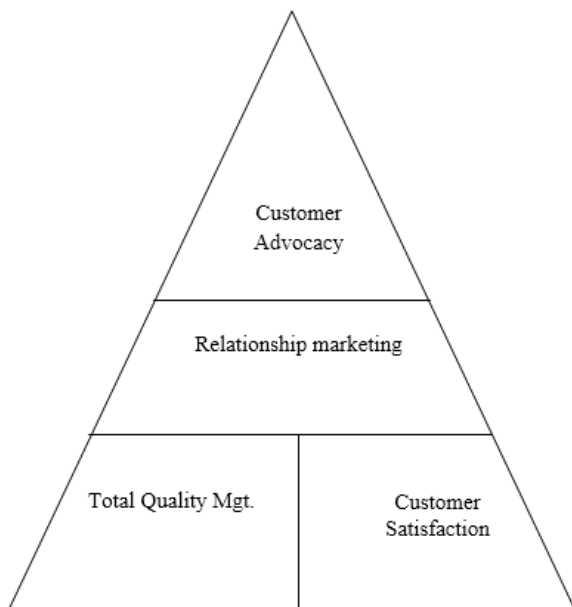 Customer
Advocacy
Relationship marketing
Total Quality Mgt.
Customer
Satisfaction